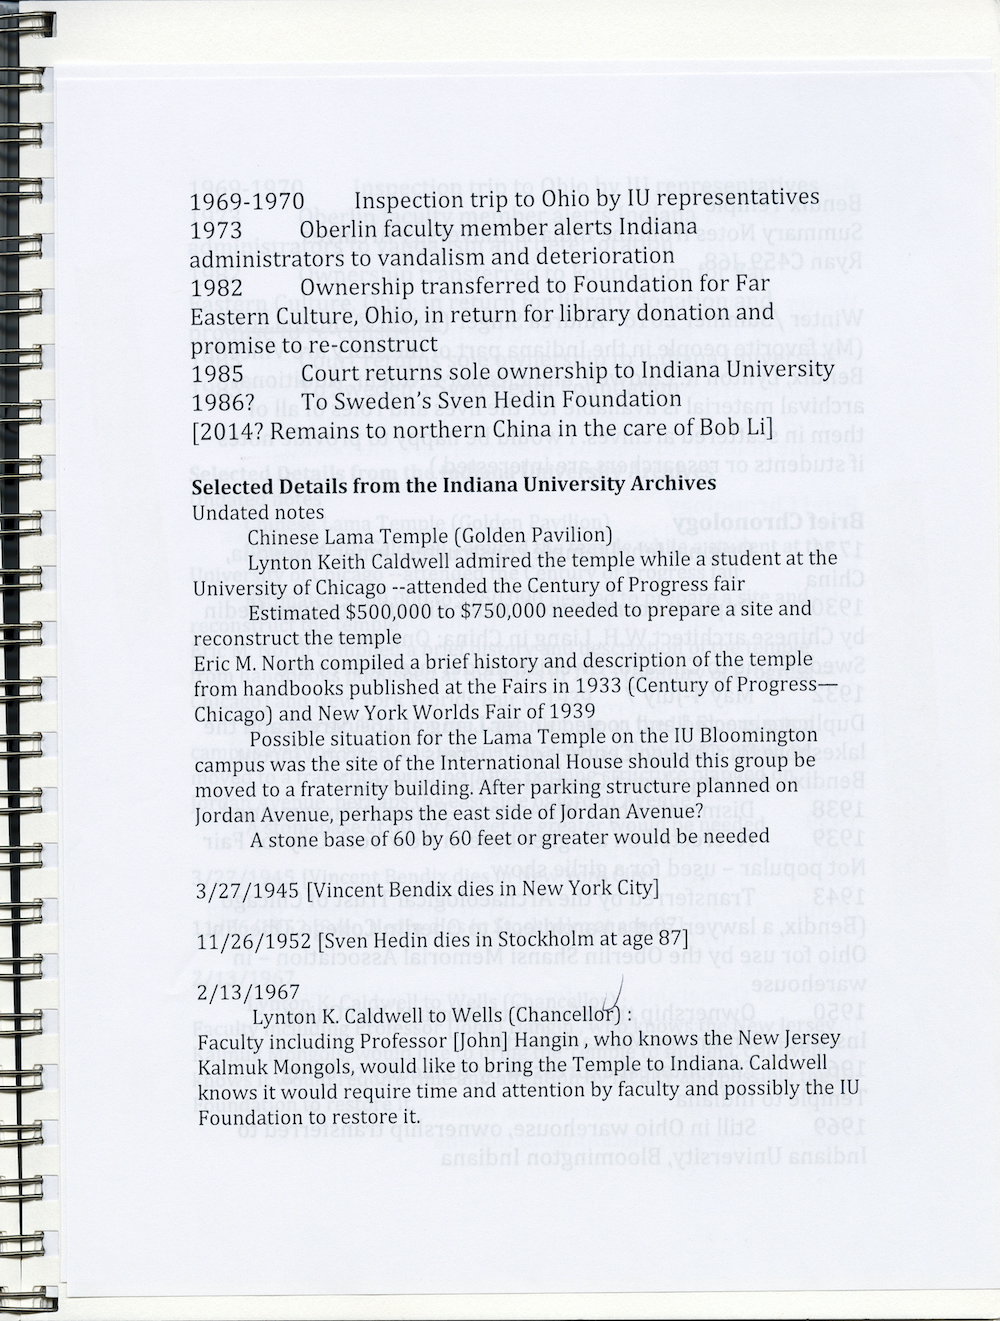 1969-1970 Inspection trip to Ohio by IU representatives
1973 Oberlin faculty member alerts Indiana
administrators to vandalism and deterioration
1982 Ownership transferred to Foundation for Far
Eastern Culture, Ohio, in return for library donation and
promise to re-construct
1985 Court returns sole ownership to Indiana University
1986? To Sweden's Sven Hedin Foundation
[2014? Remains to northern China in the care of Bob Li]
Selected Details from the Indiana University Archives
Undated notes
Chinese Lama Temple (Golden Pavilion)
Lynton Keith Caldwell admired the temple while a student at the
University of Chicago --attended the Century of Progress fair
Estimated $500,000 to $750,000 needed to prepare a site and
reconstruct the temple
Eric M. North compiled a brief history and description of the temple
from handbooks published at the Fairs in 1933 (Century of Progress—
Chicago) and New York Worlds Fair of 1939
Possible situation for the Lama Temple on the IU Bloomington
campus was the site of the International House should this group be
moved to a fraternity building. After parking structure planned on
Jordan Avenue, perhaps the east side of Jordan Avenue?
A stone base of 60 by 60 feet or greater would be needed
3/27/1945 [Vincent Bendix dies in New York City]
11/26/1952 [Sven Hedin dies in Stockholm at age 87]
2/13/1967
Lynton K. Caldwell to Wells (Chancellor) :
Faculty including Professor [John] Hangin , who knows the New Jersey
Kalmuk Mongols, would like to bring the Temple to Indiana. Caldwell
knows it would require time and attention by faculty and possibly the IU
Foundation to restore it.